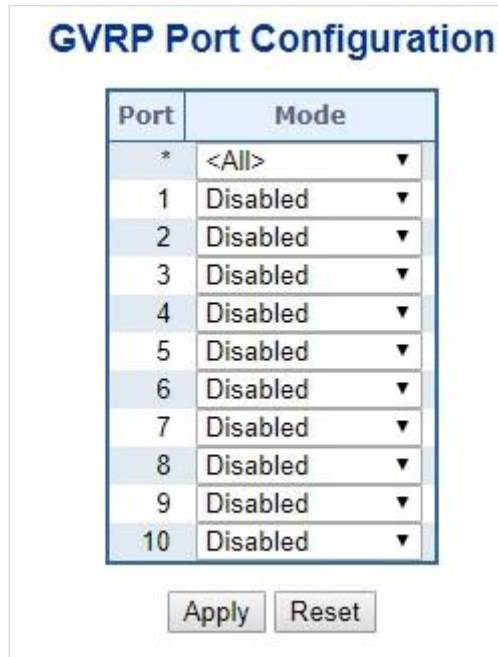 GVRP Port Configuration
Port Mode
* <All>
1 Disabled
2 Disabled
3 Disabled
4 Disabled
5 Disabled
6 Disabled
7 Disabled
8 Disabled
9 Disabled
10 Disabled
Apply Reset